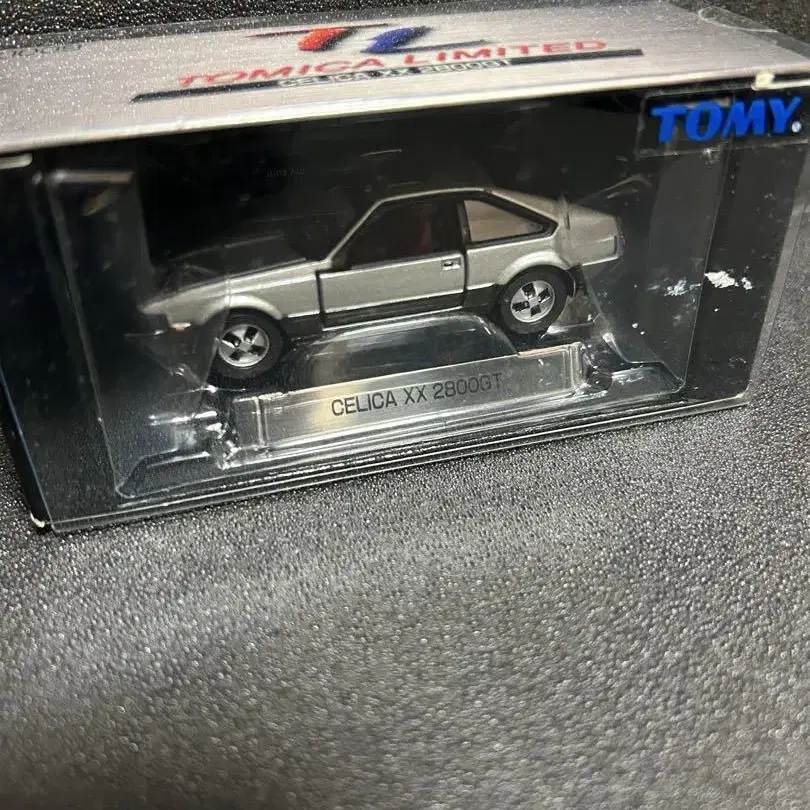 TL
TOMICA LIMITED
CELICA XX 2800GT
TOMY
CELICA XX 2800GT